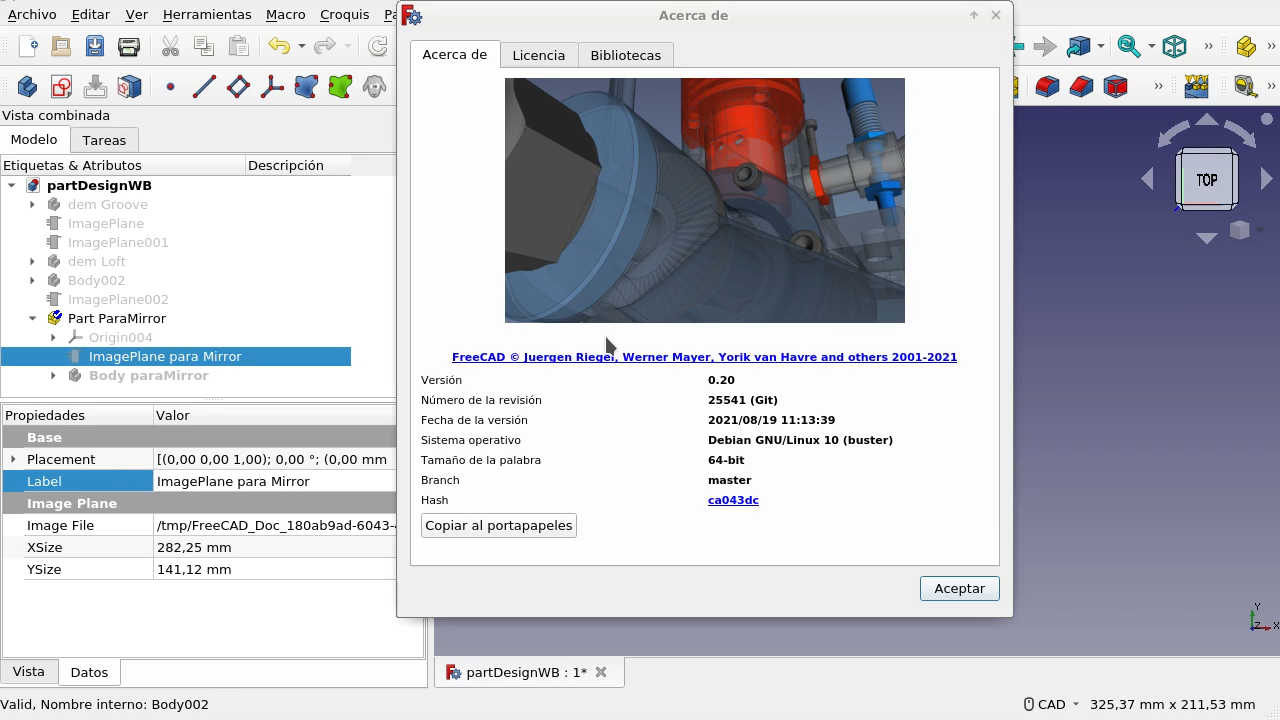 Archivo Editar Ver Herramientas Macro Croquis
Acerca de
Acerca de Licencia Bibliotecas
Vista combinada
Modelo Tareas
Etiquetas & Atributos Descripción
partDesignWB
dem Groove
ImagePlane
ImagePlane001
dem Loft
Body002
ImagePlane002
Part ParaMirror
Origin004
ImagePlane para Mirror
Body paraMirror
Propiedades Valor
Base
Placement [(0,00 0,00 1,00); 0,00 °; (0,00 mm
Label ImagePlane para Mirror
Image Plane
Image File /tmp/FreeCAD_Doc_180ab9ad-6043-
XSize 282,25 mm
YSize 141,12 mm
Vista Datos
FreeCAD © Juergen Riegel, Werner Mayer, Yorik van Havre and others 2001-2021
Versión 0.20
Número de la revisión 25541 (Git)
Fecha de la versión 2021/08/19 11:13:39
Sistema operativo Debian GNU/Linux 10 (buster)
Tamaño de la palabra 64-bit
Branch master
Hash ca043dc
Copiar al portapapeles
Aceptar
TOP
Y
Z X
partDesignWB : 1*
Valid, Nombre interno: Body002
CAD 325,37 mm x 211,53 mm